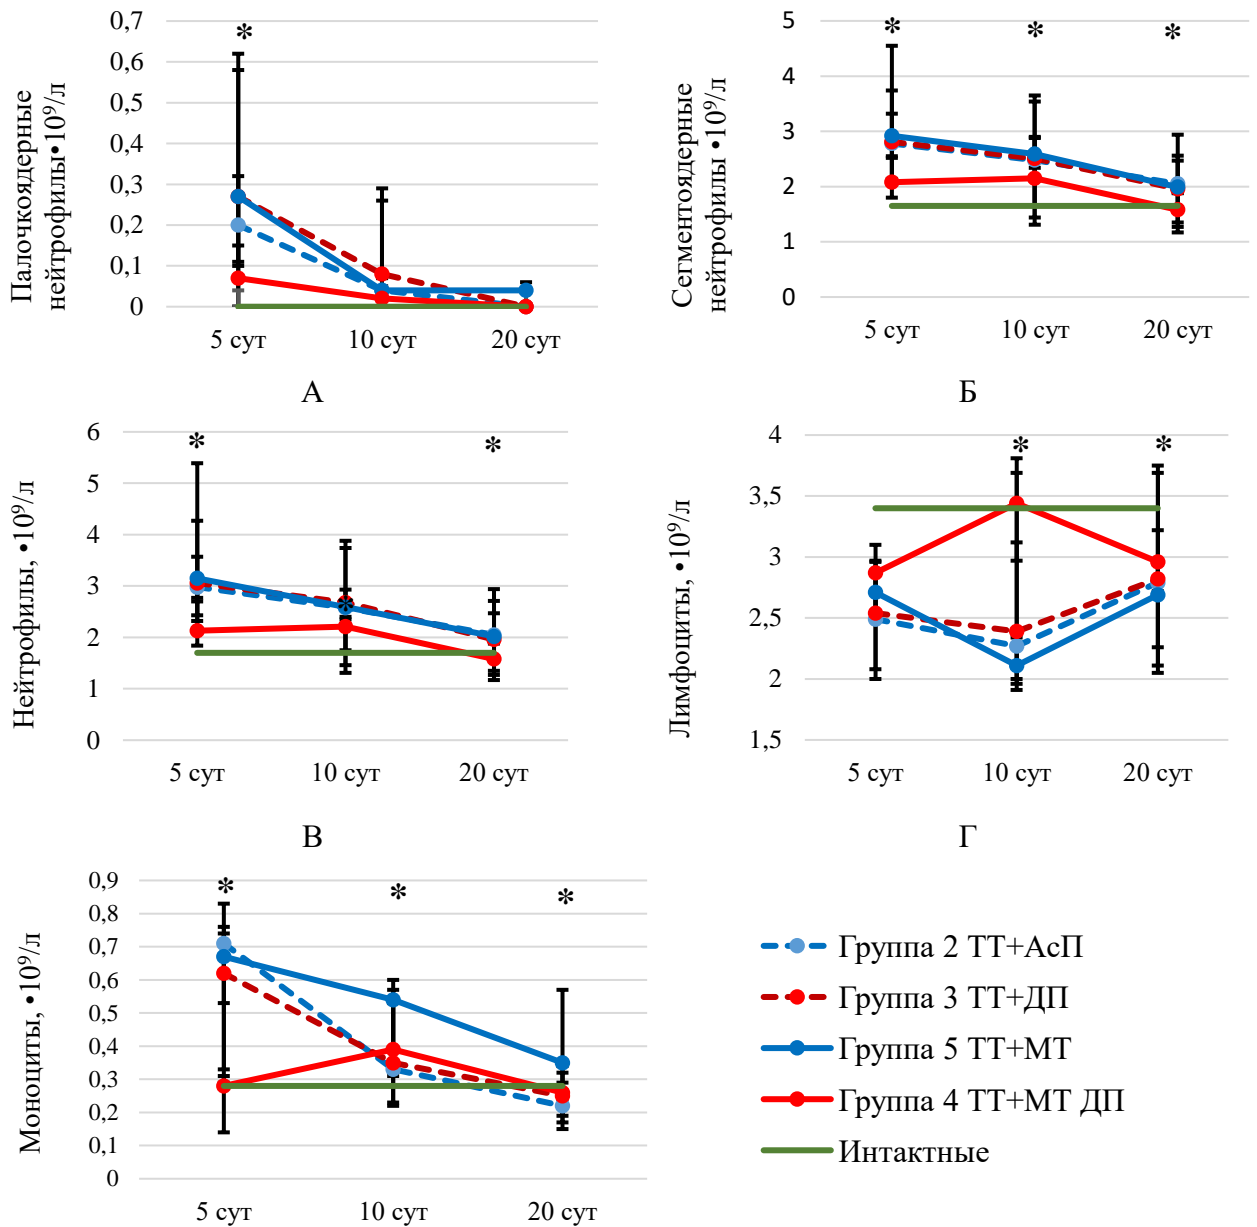 Палочкоядерные
нейтрофилы•10⁹/л
0,7
0,6
0,5
0,4
0,3
0,2
0,1
0
*
5 сут 10 сут 20 сут
А
Сегментоядерные
нейтрофилы •10⁹/л
5
4
3
2
1
0
* * *
5 сут 10 сут 20 сут
Б
Нейтрофилы, •10⁹/л
6
5
4
3
2
1
0
* * *
5 сут 10 сут 20 сут
В
Лимфоциты, •10⁹/л
4
3,5
3
2,5
2
1,5
* *
5 сут 10 сут 20 сут
Г
Моноциты, •10⁹/л
0,9
0,8
0,7
0,6
0,5
0,4
0,3
0,2
0,1
0
* * *
5 сут 10 сут 20 сут
Группа 2 ТТ+АсП
Группа 3 ТТ+ДП
Группа 5 ТТ+МТ
Группа 4 ТТ+МТ ДП
Интактные